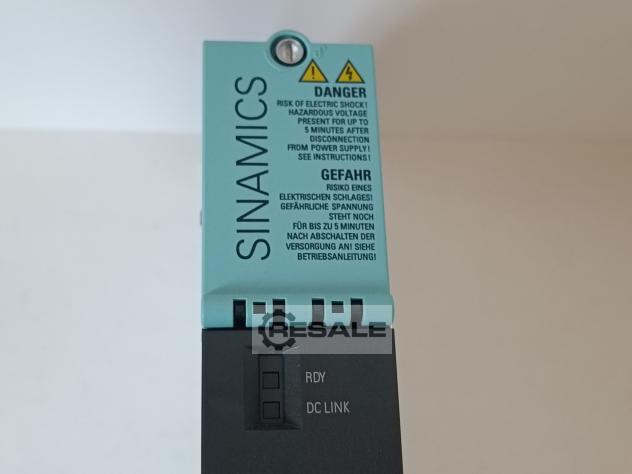 SINAMICS
DANGER
RISK OF ELECTRIC SHOCK!
HAZARDOUS VOLTAGE
PRESENT FOR UP TO
5 MINUTES AFTER
DISCONNECTION
FROM POWER SUPPLY!
SEE INSTRUCTIONS!
GEFAHR
RISIKO EINES
ELEKTRISCHEN SCHLAGES!
GEFÄHRLICHE SPANNUNG
STEHT NOCH
FÜR BIS ZU 5 MINUTEN
NACH ABSCHALTEN DER
VERSORGUNG AN! SIEHE
BETRIEBSANLEITUNG!
RESALE
RDY
DC LINK